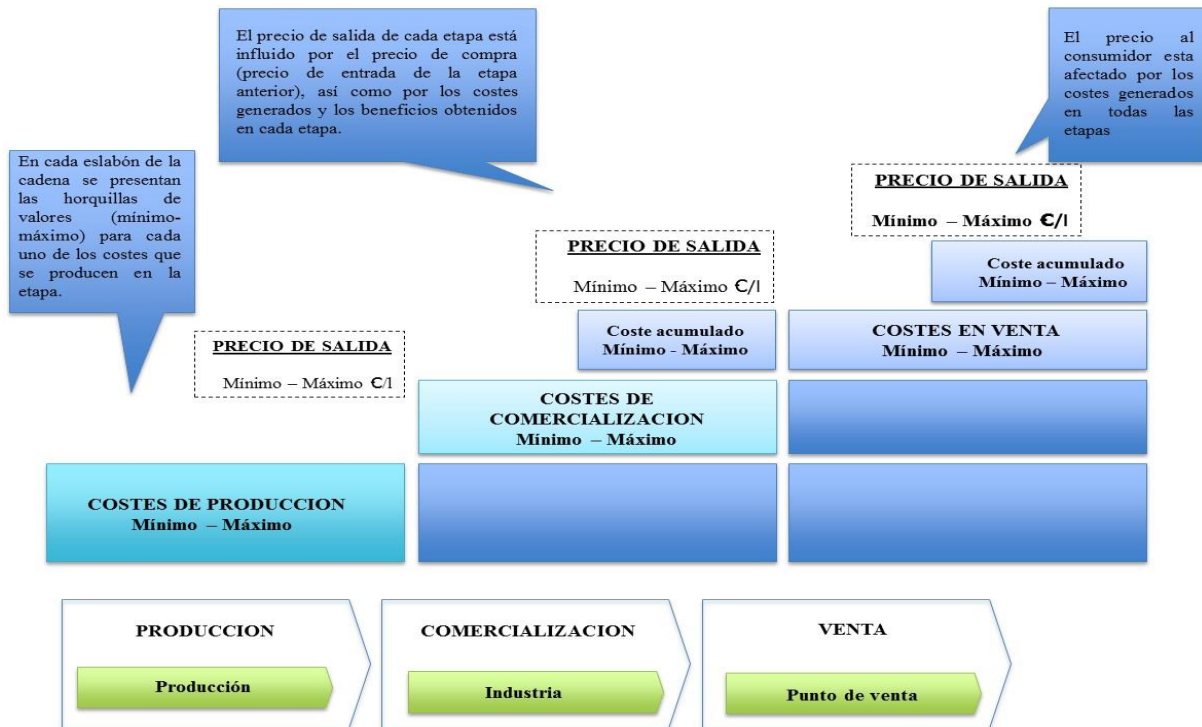 El precio de salida de cada etapa está
influido por el precio de compra
(precio de entrada de la etapa
anterior), así como por los costes
generados y los beneficios obtenidos
en cada etapa.
El precio al
consumidor esta
afectado por los
costes generados
en todas las
etapas
En cada eslabón de la
cadena se presentan
las horquillas de
valores (mínimo-
máximo) para cada
uno de los costes que
se producen en la
etapa.
PRECIO DE SALIDA
Mínimo – Máximo €/l
PRECIO DE SALIDA
Mínimo – Máximo €/l
PRECIO DE SALIDA
Mínimo – Máximo €/l
Coste acumulado
Mínimo – Máximo
Coste acumulado
Mínimo - Máximo
COSTES EN VENTA
Mínimo – Máximo
COSTES DE
COMERCIALIZACION
Mínimo – Máximo
COSTES DE PRODUCCION
Mínimo – Máximo
PRODUCCION
COMERCIALIZACION
VENTA
Producción
Industria
Punto de venta